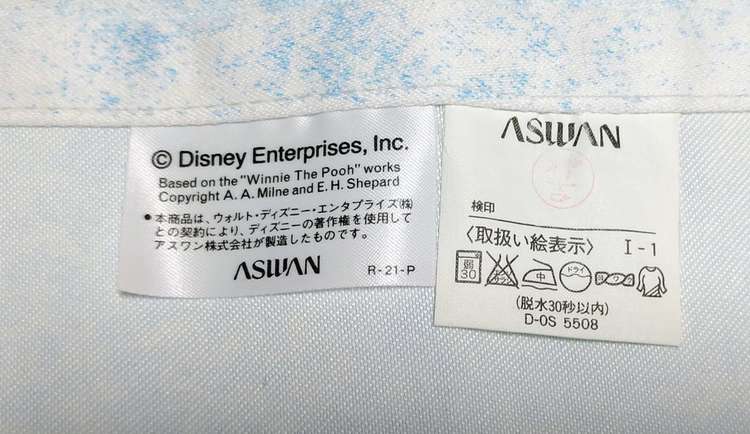 © Disney Enterprises, Inc.
Based on the "Winnie The Pooh" works
Copyright A. A. Milne and E. H. Shepard
●本商品は、ウォルト・ディズニー・エンタプライズ㈱
との契約により、ディズニーの著作権を使用して
アスワン株式会社が製造したものです。
ASWAN
R-21-P
ASWAN
検印
〈取扱い絵表示〉 I-1
弱
30
中
ドライ
(脱水30秒以内)
D-0S 5508